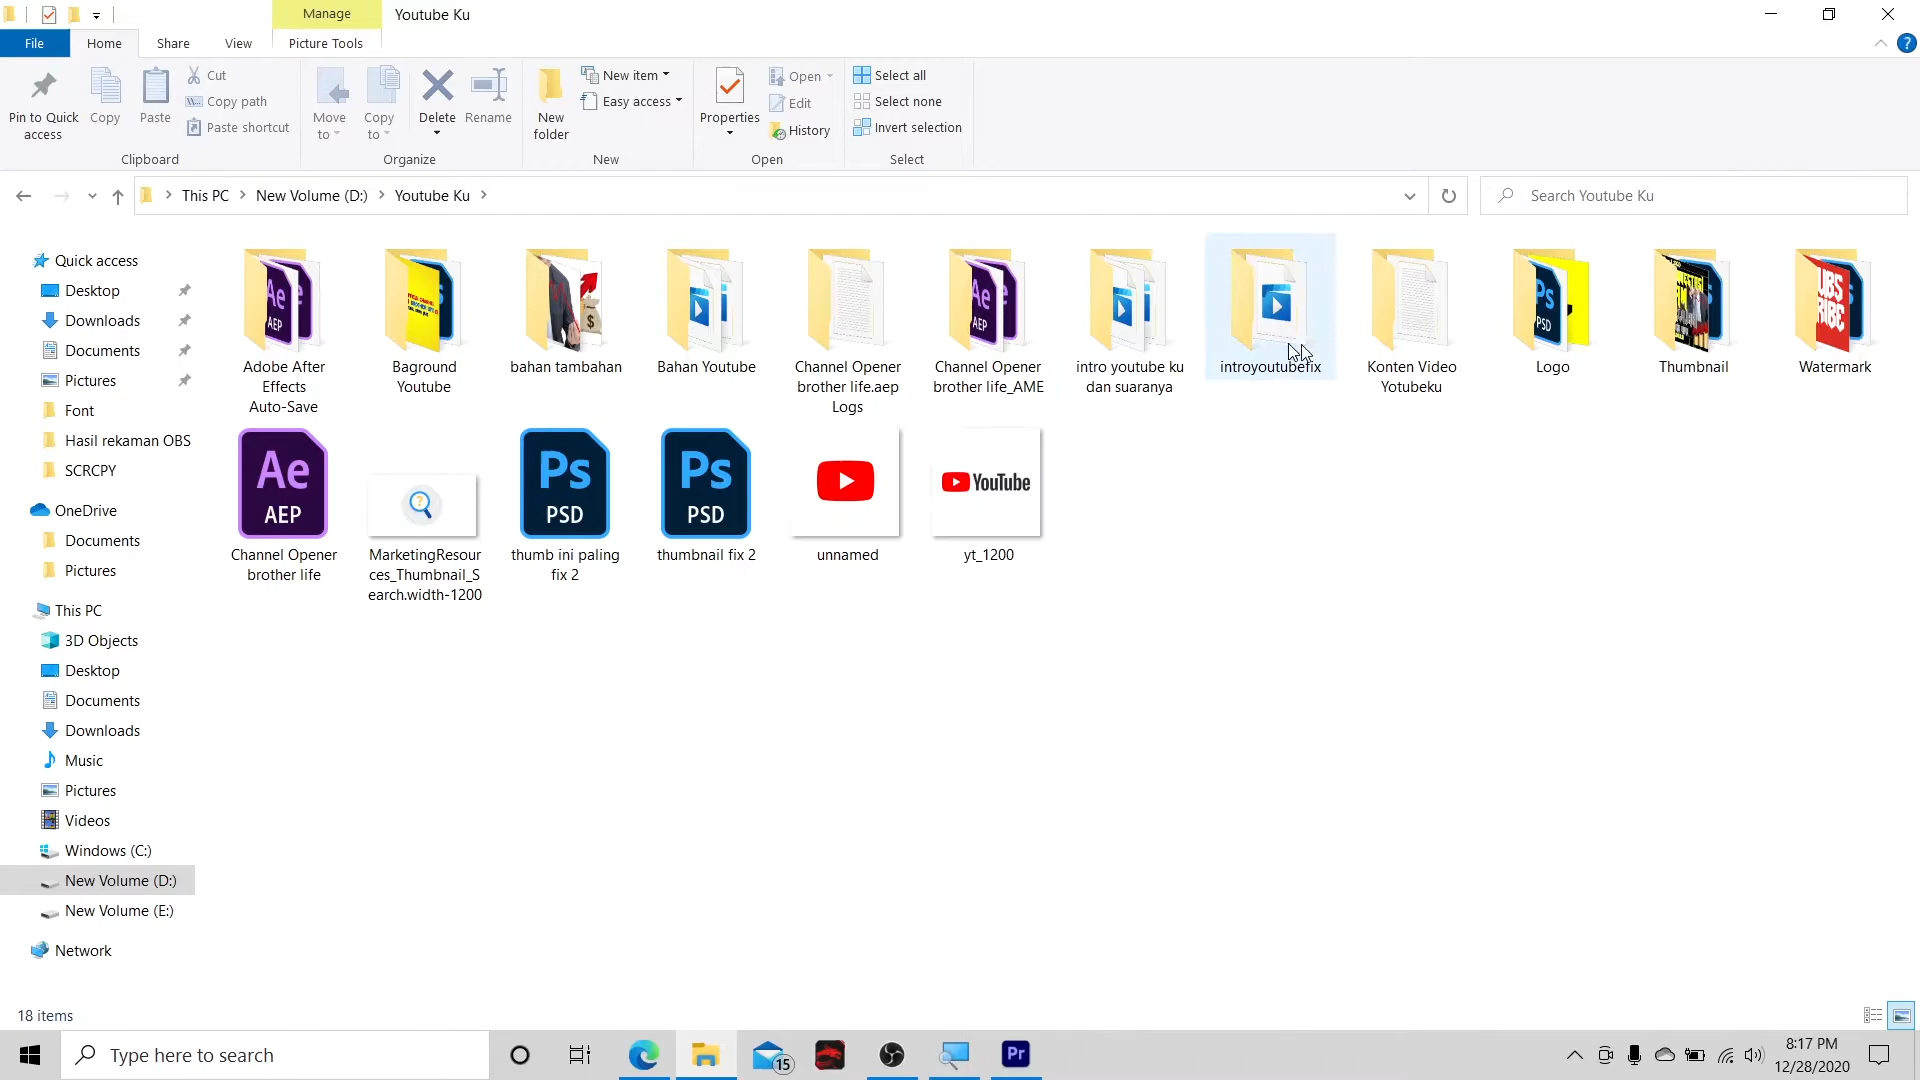 Manage
Youtube Ku
File
Home
Share
View
Picture Tools
Pin to Quick
access
Copy
Paste
Cut
Copy path
Paste shortcut
Clipboard
Move
to
Copy
to
Delete
Rename
Organize
New
folder
New item
Easy access
New
Properties
Open
Edit
History
Open
Select all
Select none
Invert selection
Select
This PC
New Volume (D:)
Youtube Ku
Search Youtube Ku
Quick access
Desktop
Downloads
Documents
Pictures
Font
Hasil rekaman OBS
SCRCPY
OneDrive
Documents
Pictures
This PC
3D Objects
Desktop
Documents
Downloads
Music
Pictures
Videos
Windows (C:)
New Volume (D:)
New Volume (E:)
Network
Adobe After
Effects
Auto-Save
Baground
Youtube
bahan tambahan
Bahan Youtube
Channel Opener
brother life.aep
Logs
Channel Opener
brother life_AME
intro youtube ku
dan suaranya
introyoutubefix
Konten Video
Yotubeku
Logo
Thumbnail
Watermark
Ae
AEP
Channel Opener
brother life
MarketingResour
ces_Thumbnail_S
earch.width-1200
Ps
PSD
thumb ini paling
fix 2
Ps
PSD
thumbnail fix 2
unnamed
YouTube
yt_1200
18 items
Type here to search
15
Pr
8:17 PM
12/28/2020